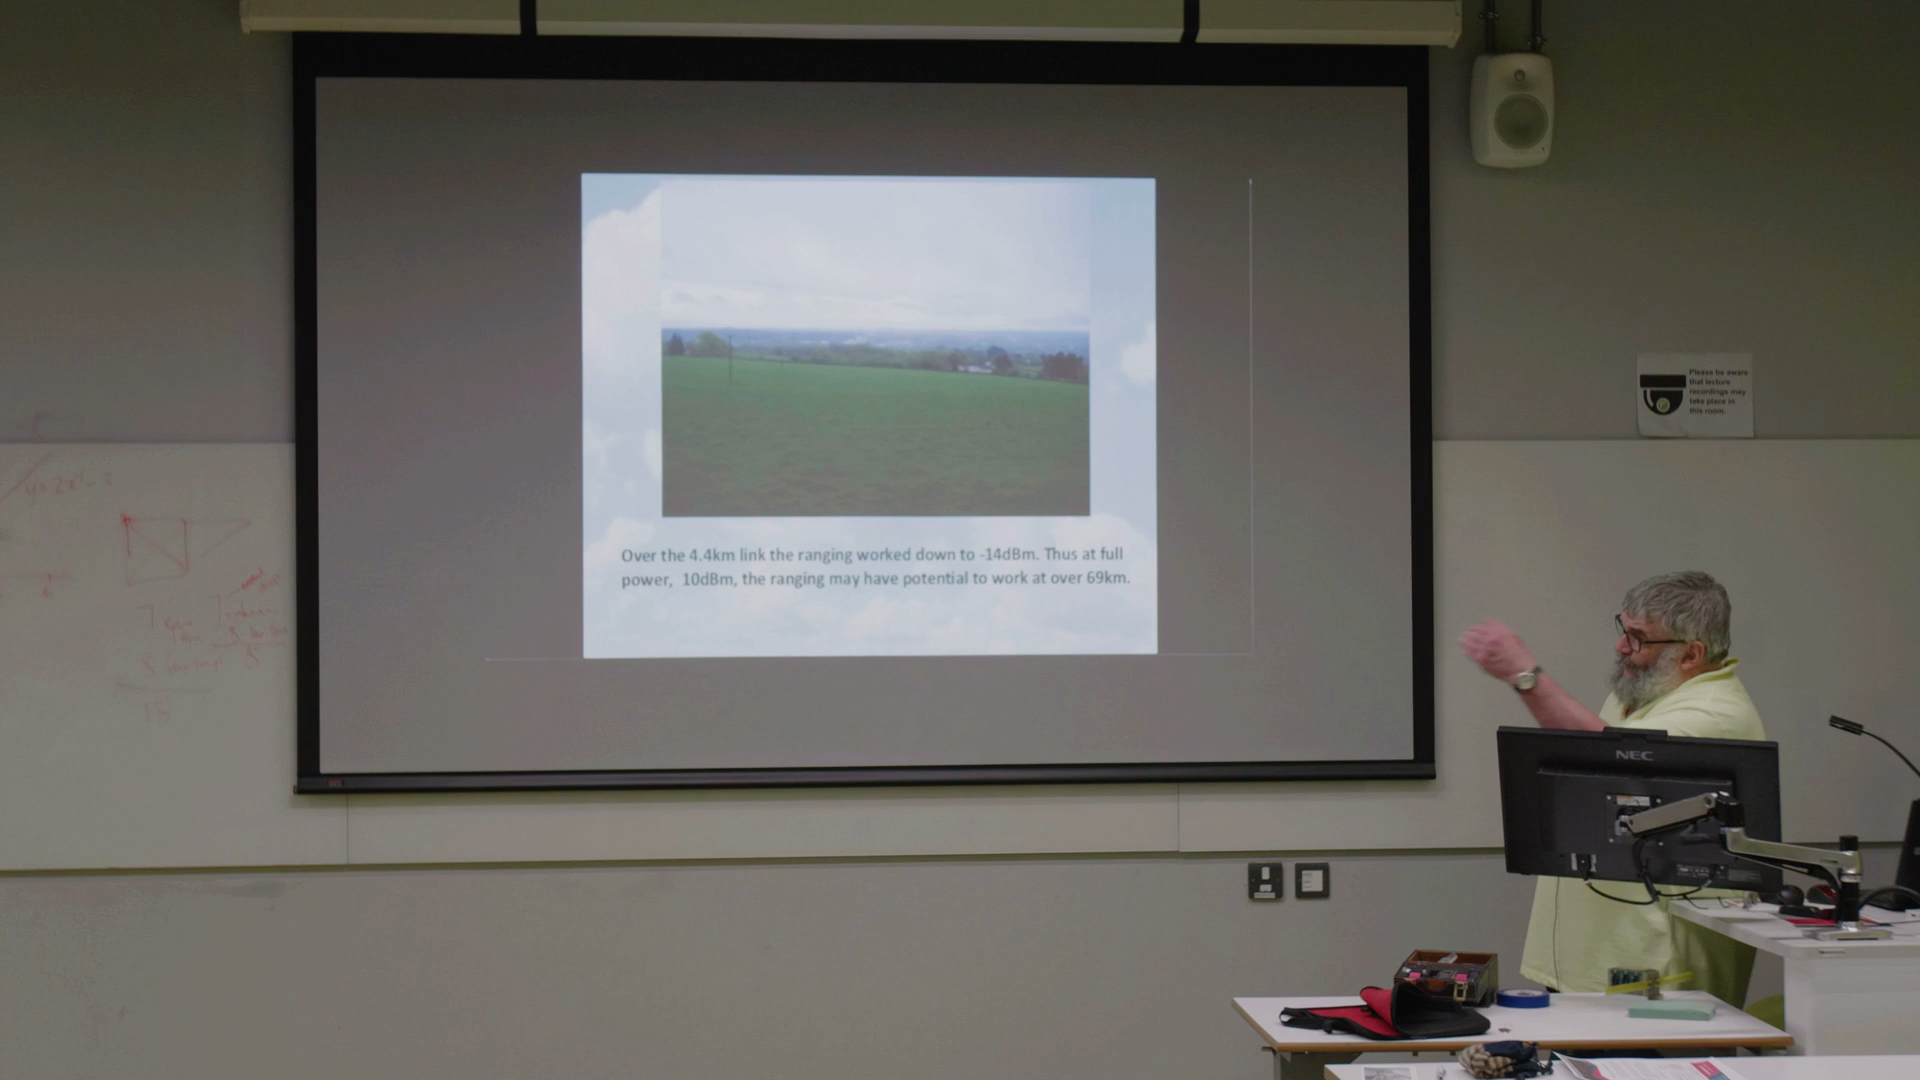 Over the 4.4km link the ranging worked down to -14dBm. Thus at full
power, 10dBm, the ranging may have potential to work at over 69km.
Please be aware
that lecture
recordings may
take place in
this room.
NEC